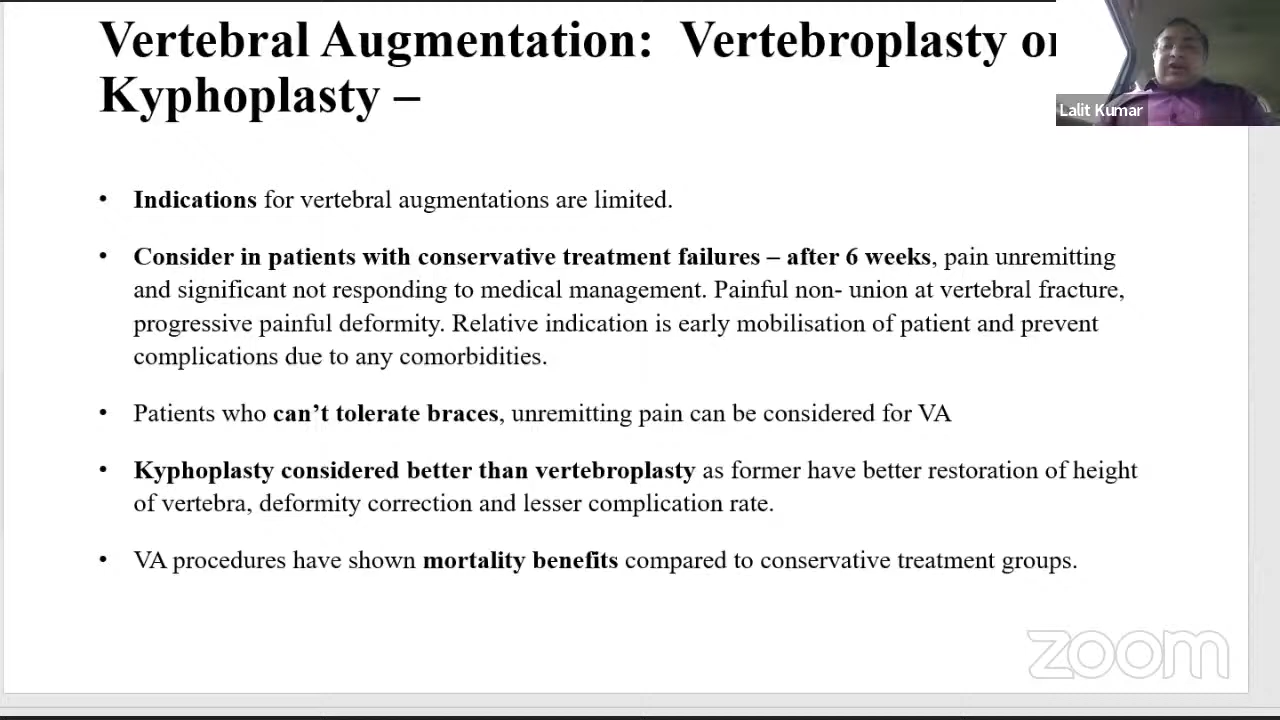 Vertebral Augmentation: Vertebroplasty or
Kyphoplasty –
Lalit Kumar
• Indications for vertebral augmentations are limited.
• Consider in patients with conservative treatment failures – after 6 weeks, pain unremitting
and significant not responding to medical management. Painful non- union at vertebral fracture,
progressive painful deformity. Relative indication is early mobilisation of patient and prevent
complications due to any comorbidities.
• Patients who can’t tolerate braces, unremitting pain can be considered for VA
• Kyphoplasty considered better than vertebroplasty as former have better restoration of height
of vertebra, deformity correction and lesser complication rate.
• VA procedures have shown mortality benefits compared to conservative treatment groups.
zoom